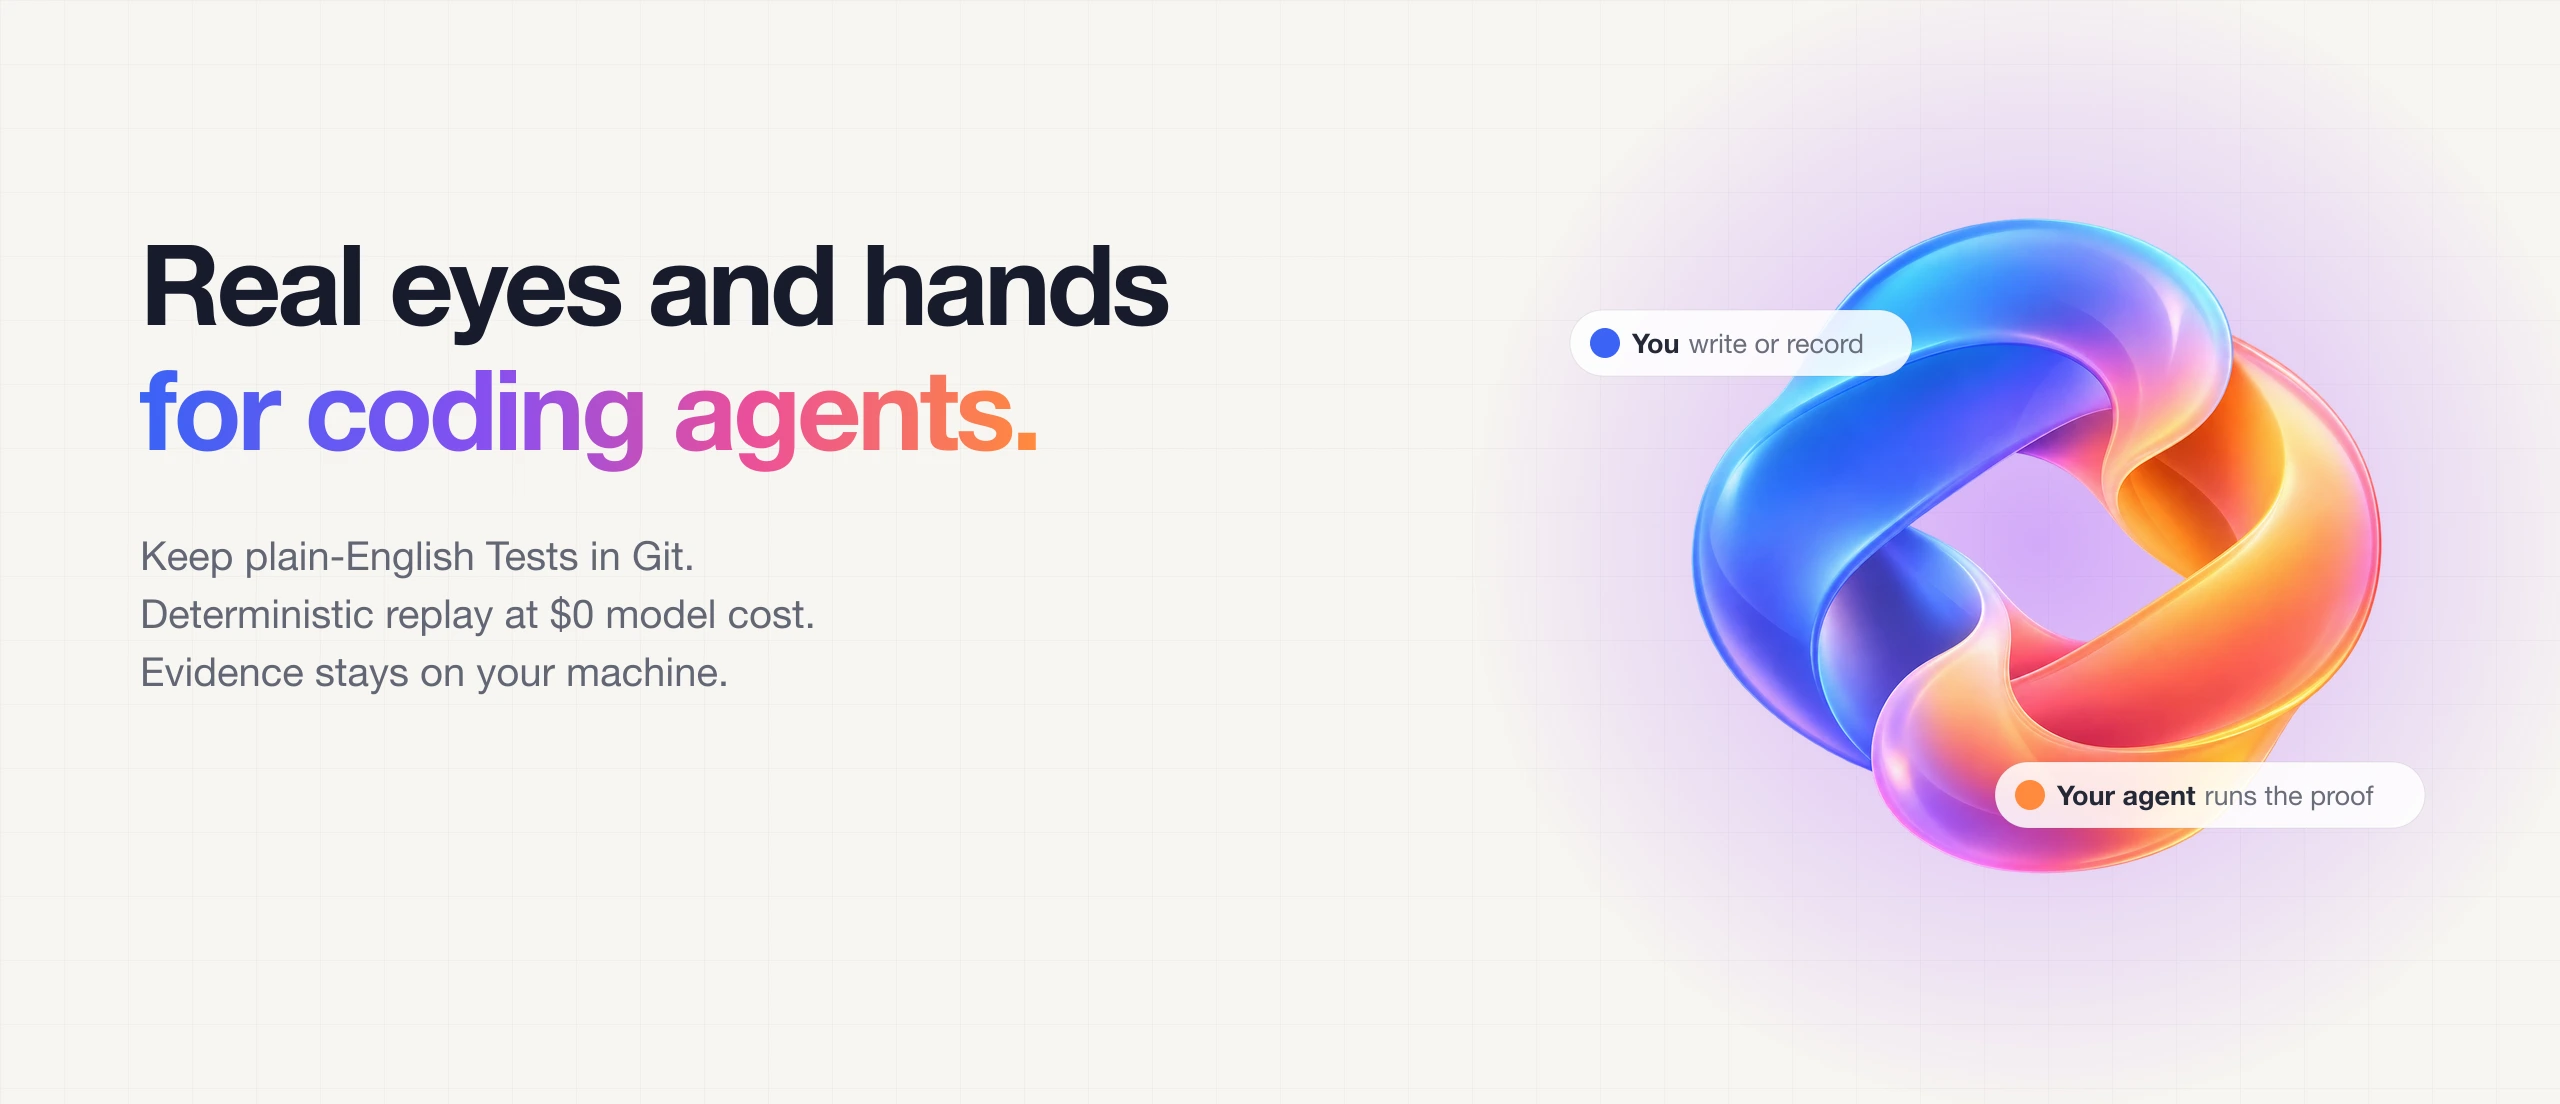 Real eyes and hands
for coding agents.
Keep plain-English Tests in Git.
Deterministic replay at $0 model cost.
Evidence stays on your machine.
You write or record
Your agent runs the proof